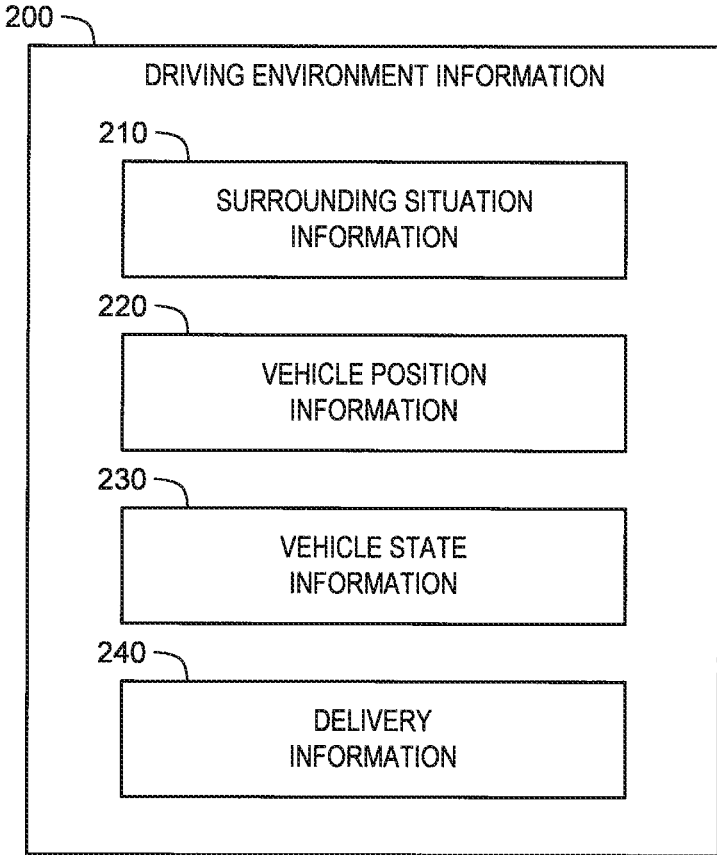 200
DRIVING ENVIRONMENT INFORMATION
210
SURROUNDING SITUATION
INFORMATION
220
VEHICLE POSITION
INFORMATION
230
VEHICLE STATE
INFORMATION
240
DELIVERY
INFORMATION